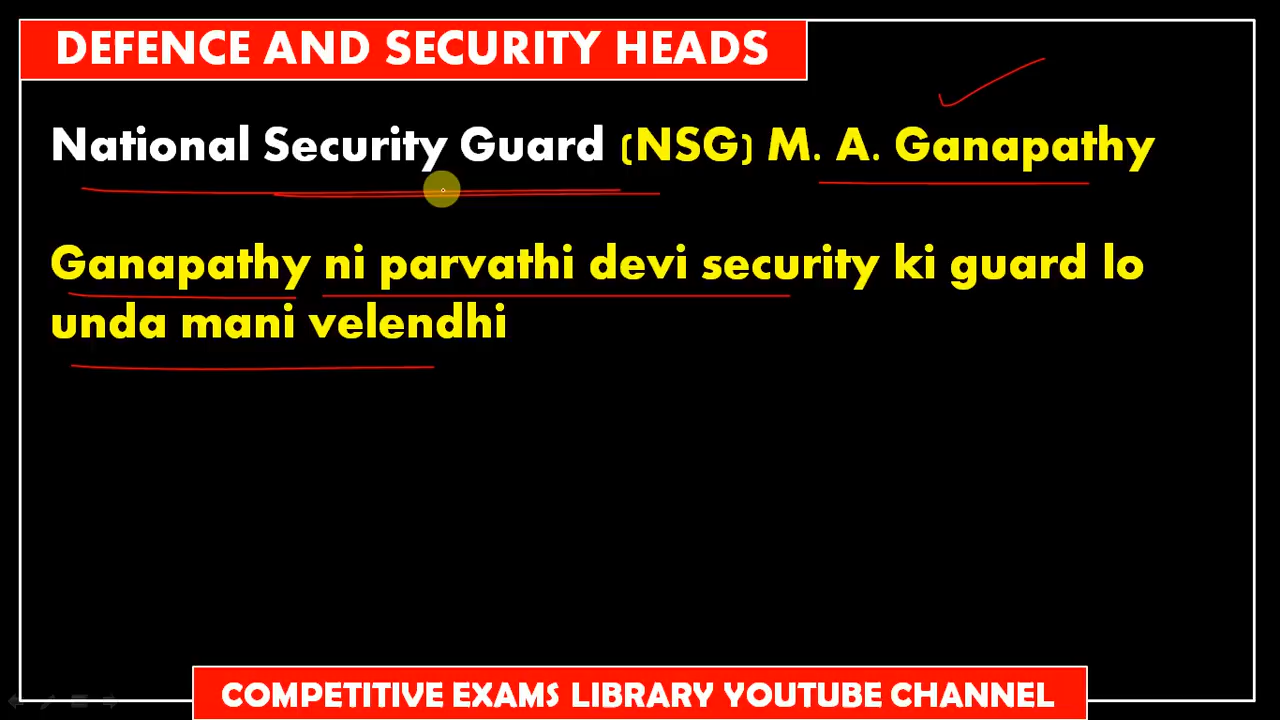 DEFENCE AND SECURITY HEADS
National Security Guard (NSG) M. A. Ganapathy
Ganapathy ni parvathi devi security ki guard lo
unda mani velendhi
COMPETITIVE EXAMS LIBRARY YOUTUBE CHANNEL